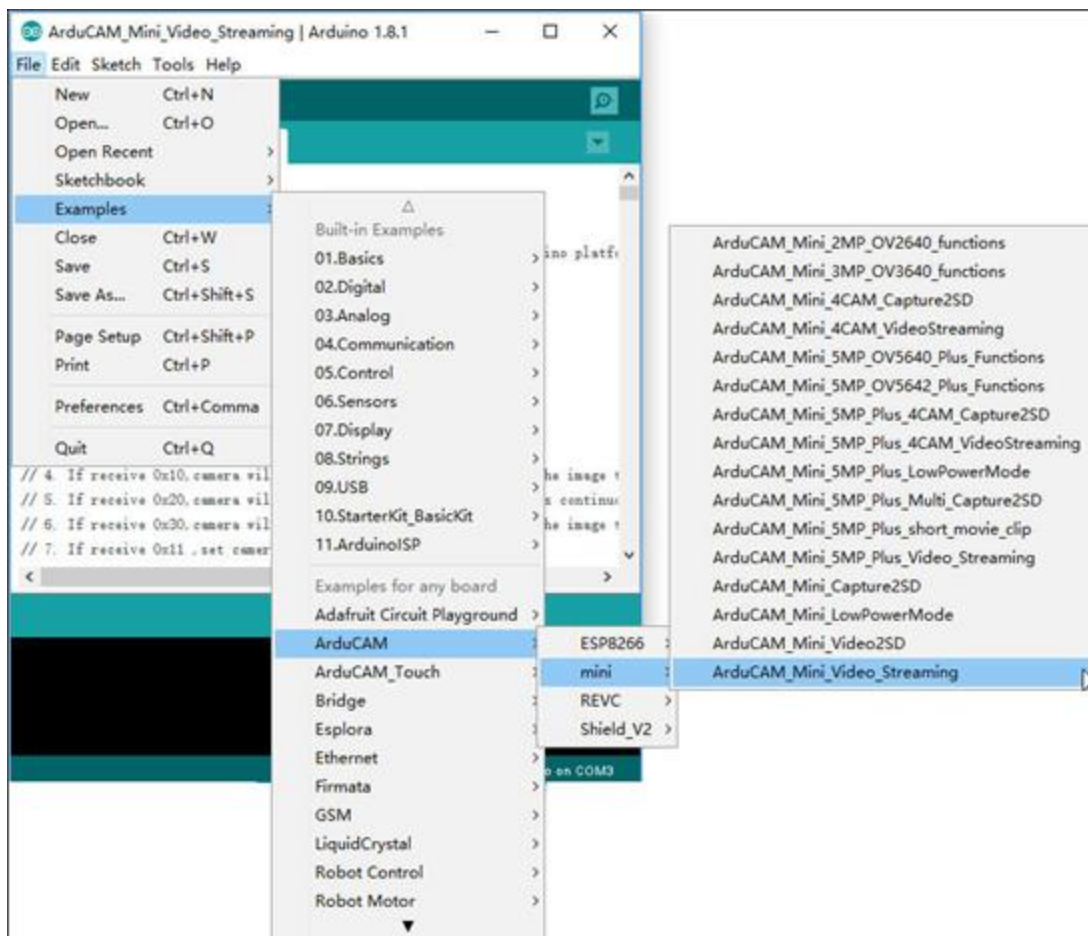 ArduCAM_Mini_Video_Streaming | Arduino 1.8.1
File Edit Sketch Tools Help
New Ctrl+N
Open... Ctrl+O
Open Recent
Sketchbook
Examples
Close Ctrl+W
Save Ctrl+S
Save As... Ctrl+Shift+S
Page Setup Ctrl+Shift+P
Print Ctrl+P
Preferences Ctrl+Comma
Quit Ctrl+Q
ino platf
// 4. If receive 0x10, camera wil
he image t
// 5. If receive 0x20, camera wil
s continu
// 6. If receive 0x30, camera wil
he image t
// 7. If receive 0x11 , set camer
o on COM3
Built-in Examples
01.Basics
02.Digital
03.Analog
04.Communication
05.Control
06.Sensors
07.Display
08.Strings
09.USB
10.StarterKit_BasicKit
11.ArduinoISP
Examples for any board
Adafruit Circuit Playground
ArduCAM
ArduCAM_Touch
Bridge
Esplora
Ethernet
Firmata
GSM
LiquidCrystal
Robot Control
Robot Motor
ESP8266
mini
REVC
Shield_V2
ArduCAM_Mini_2MP_OV2640_functions
ArduCAM_Mini_3MP_OV3640_functions
ArduCAM_Mini_4CAM_Capture2SD
ArduCAM_Mini_4CAM_VideoStreaming
ArduCAM_Mini_5MP_OV5640_Plus_Functions
ArduCAM_Mini_5MP_OV5642_Plus_Functions
ArduCAM_Mini_5MP_Plus_4CAM_Capture2SD
ArduCAM_Mini_5MP_Plus_4CAM_VideoStreaming
ArduCAM_Mini_5MP_Plus_LowPowerMode
ArduCAM_Mini_5MP_Plus_Multi_Capture2SD
ArduCAM_Mini_5MP_Plus_short_movie_clip
ArduCAM_Mini_5MP_Plus_Video_Streaming
ArduCAM_Mini_Capture2SD
ArduCAM_Mini_LowPowerMode
ArduCAM_Mini_Video2SD
ArduCAM_Mini_Video_Streaming